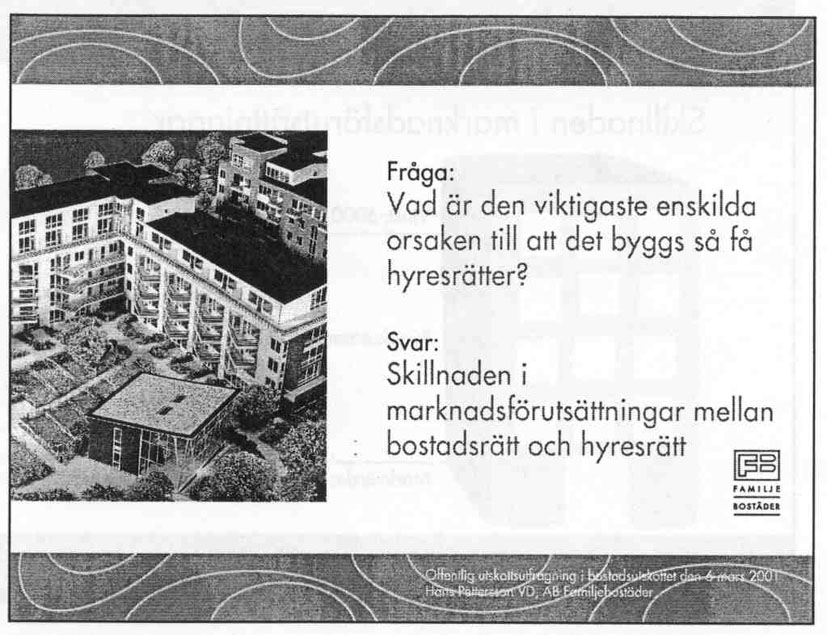 Fråga:
Vad är den viktigaste enskilda
orsaken till att det byggs så få
hyresrätter?
Svar:
Skillnaden i
marknadsförutsättningar mellan
bostadsrätt och hyresrätt
FB
FAMILJE
BOSTÄDER
Offentlig utskottsutfrågning i bostadsutskottet den 6 mars 2001
Hans Pettersson VD, AB Familjebostäder